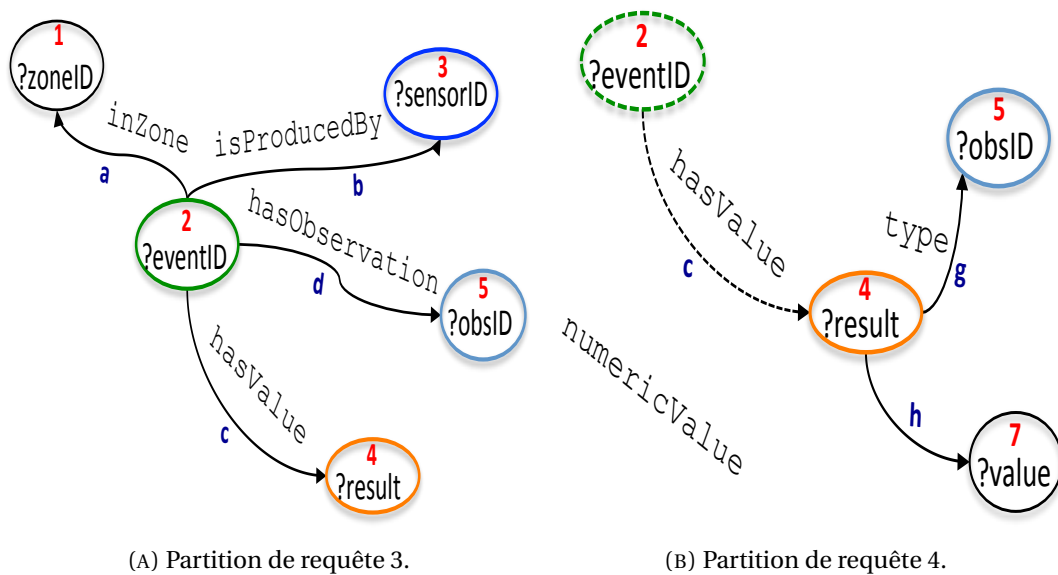 1
?zoneID
inZone
a
isProducedBy
b
3
?sensorID
2
?eventID
hasObservation
d
5
?obsID
hasValue
c
4
?result
(A) Partition de requête 3.
2
?eventID
hasValue
c
5
?obsID
type
g
4
?result
numericValue
h
7
?value
(B) Partition de requête 4.